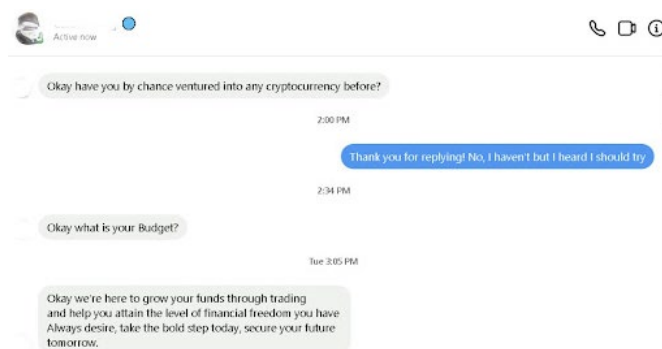 Active now
Okay have you by chance ventured into any cryptocurrency before?
2:00 PM
Thank you for replying! No, I haven't but I heard I should try
2:34 PM
Okay what is your Budget?
Tue 3:05 PM
Okay we're here to grow your funds through trading
and help you attain the level of financial freedom you have
Always desire, take the bold step today, secure your future
tomorrow.